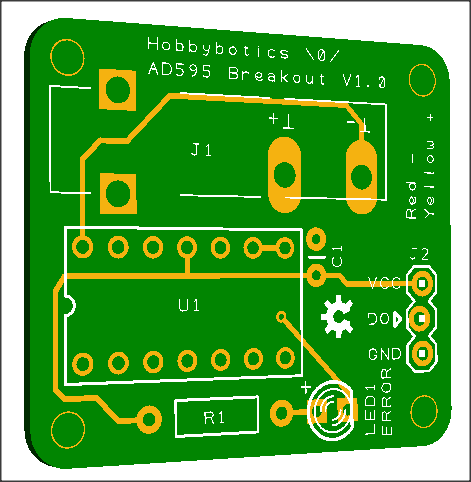 Hobbybotics \0/
AD595 Breakout V1.0
+T
-T
J1
Red -
Yellow +
C1
J2
VCC
DO
GND
U1
+
R1
LED1
ERROR